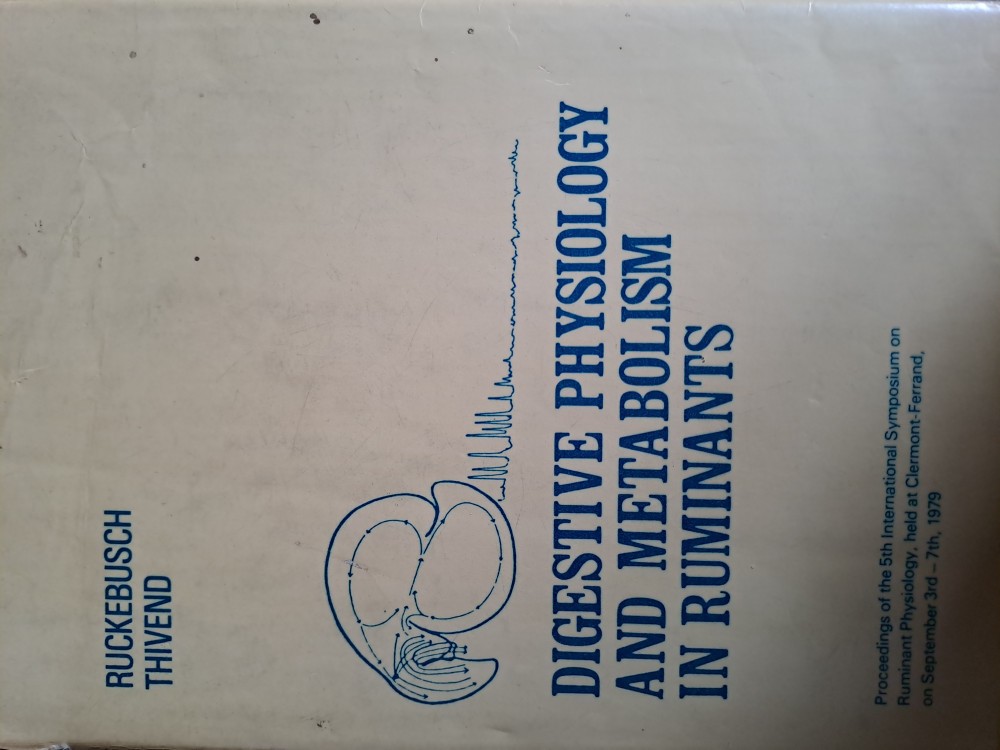 RUCKEBUSCH
THIVEND
DIGESTIVE PHYSIOLOGY
AND METABOLISM
IN RUMINANTS
Proceedings of the 5th International Symposium on
Ruminant Physiology, held at Clermont-Ferrand,
on September 3rd – 7th, 1979